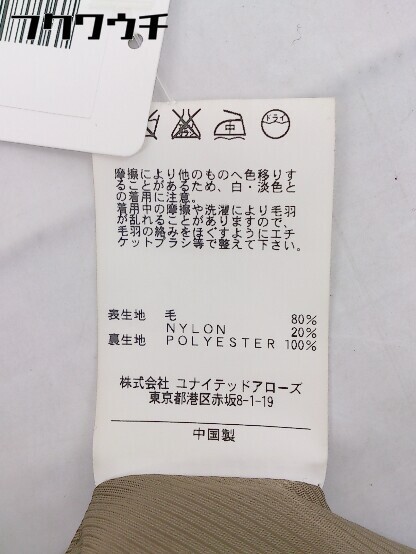 フクワウチ
中
ドライ
摩擦により他のものへ色移りす
ることがあるため、白・淡色と
の着用に注意。
着用中の摩擦や洗濯により毛羽
が乱れることがありますので、
毛羽の絡みをほぐすようにエチ
ケットブラシ等で整えて下さい。
表生地 毛 80%
NYLON 20%
裏生地 POLYESTER 100%
株式会社 ユナイテッドアローズ
東京都港区赤坂8-1-19
中国製